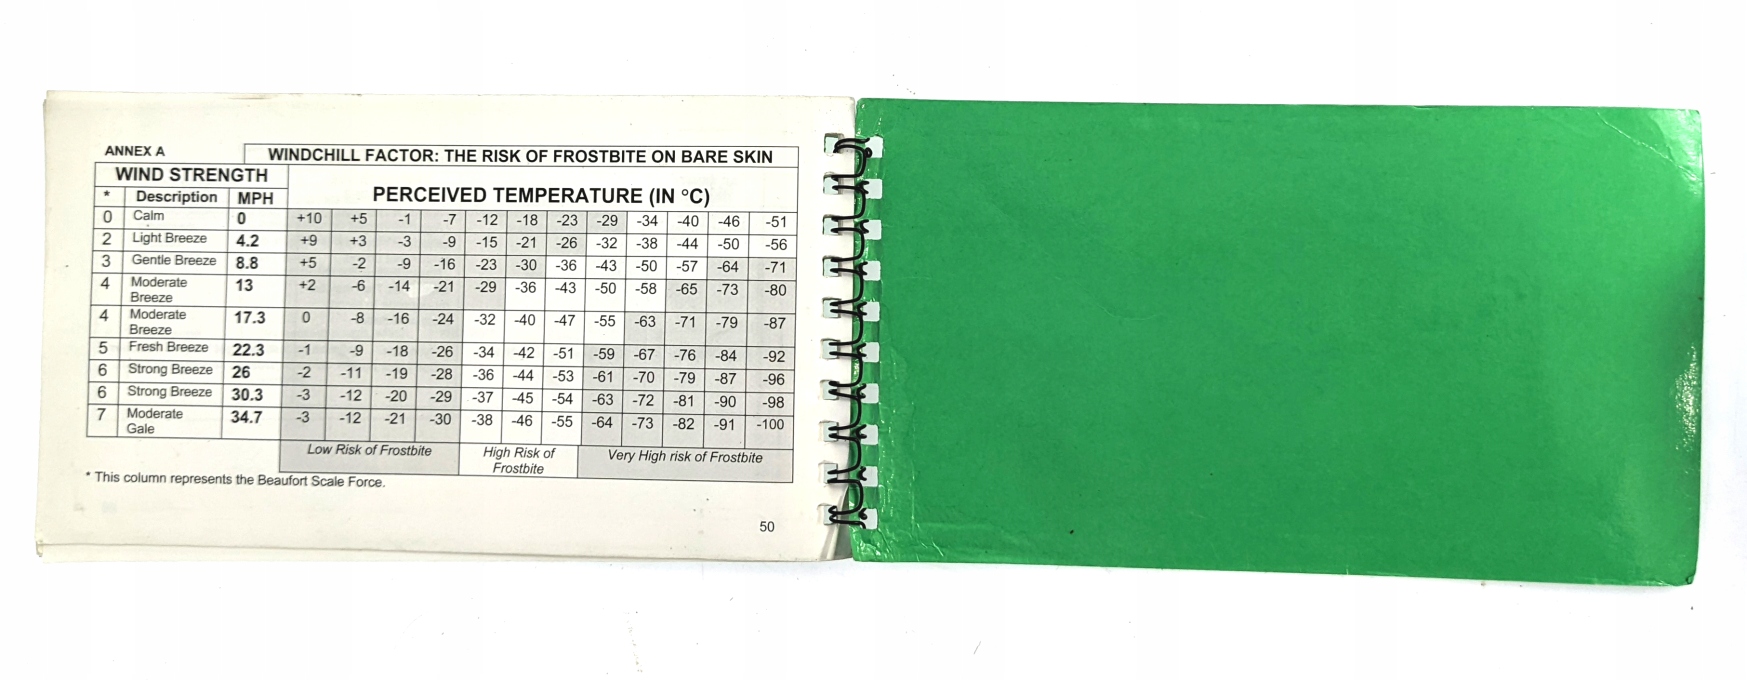 ANNEX A
WINDCHILL FACTOR: THE RISK OF FROSTBITE ON BARE SKIN
WIND STRENGTH
PERCEIVED TEMPERATURE (IN °C)
* Description MPH
0 Calm 0 +10 +5 -1 -7 -12 -18 -23 -29 -34 -40 -46 -51
2 Light Breeze 4.2 +9 +3 -3 -9 -15 -21 -26 -32 -38 -44 -50 -56
3 Gentle Breeze 8.8 +5 -2 -9 -16 -23 -30 -36 -43 -50 -57 -64 -71
4 Moderate Breeze 13 +2 -6 -14 -21 -29 -36 -43 -50 -58 -65 -73 -80
4 Moderate Breeze 17.3 0 -8 -16 -24 -32 -40 -47 -55 -63 -71 -79 -87
5 Fresh Breeze 22.3 -1 -9 -18 -26 -34 -42 -51 -59 -67 -76 -84 -92
6 Strong Breeze 26 -2 -11 -19 -28 -36 -44 -53 -61 -70 -79 -87 -96
6 Strong Breeze 30.3 -3 -12 -20 -29 -37 -45 -54 -63 -72 -81 -90 -98
7 Moderate Gale 34.7 -3 -12 -21 -30 -38 -46 -55 -64 -73 -82 -91 -100
Low Risk of Frostbite
High Risk of
Frostbite
Very High risk of Frostbite
* This column represents the Beaufort Scale Force.
50